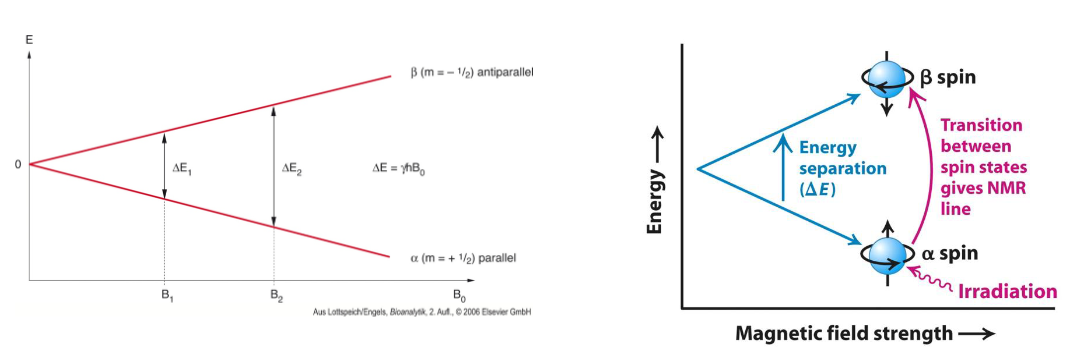 E
β (m = – 1/2) antiparallel
0
ΔE₁
ΔE₂
ΔE = γħB₀
α (m = + 1/2) parallel
B₁
B₂
B₀
Aus Lottspeich/Engels, Bioanalytik, 2. Aufl., © 2006 Elsevier GmbH
Energy
β spin
Transition
between
spin states
gives NMR
line
Energy
separation
(ΔE)
α spin
Irradiation
Magnetic field strength